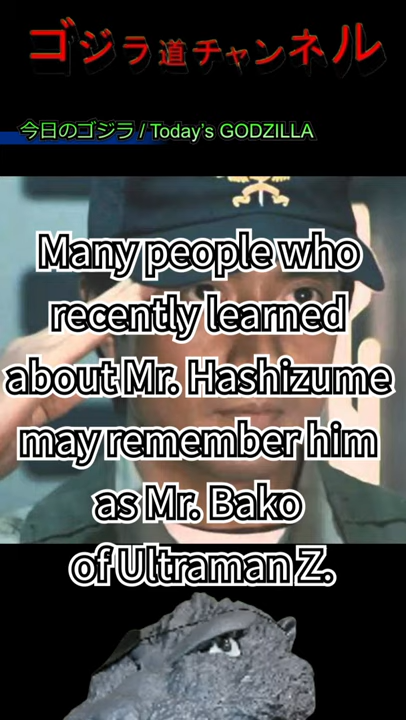 ゴジラ道チャンネル
今日のゴジラ / Today's GODZILLA
Many people who
recently learned
about Mr. Hashizume
may remember him
as Mr. Bako
of Ultraman Z.